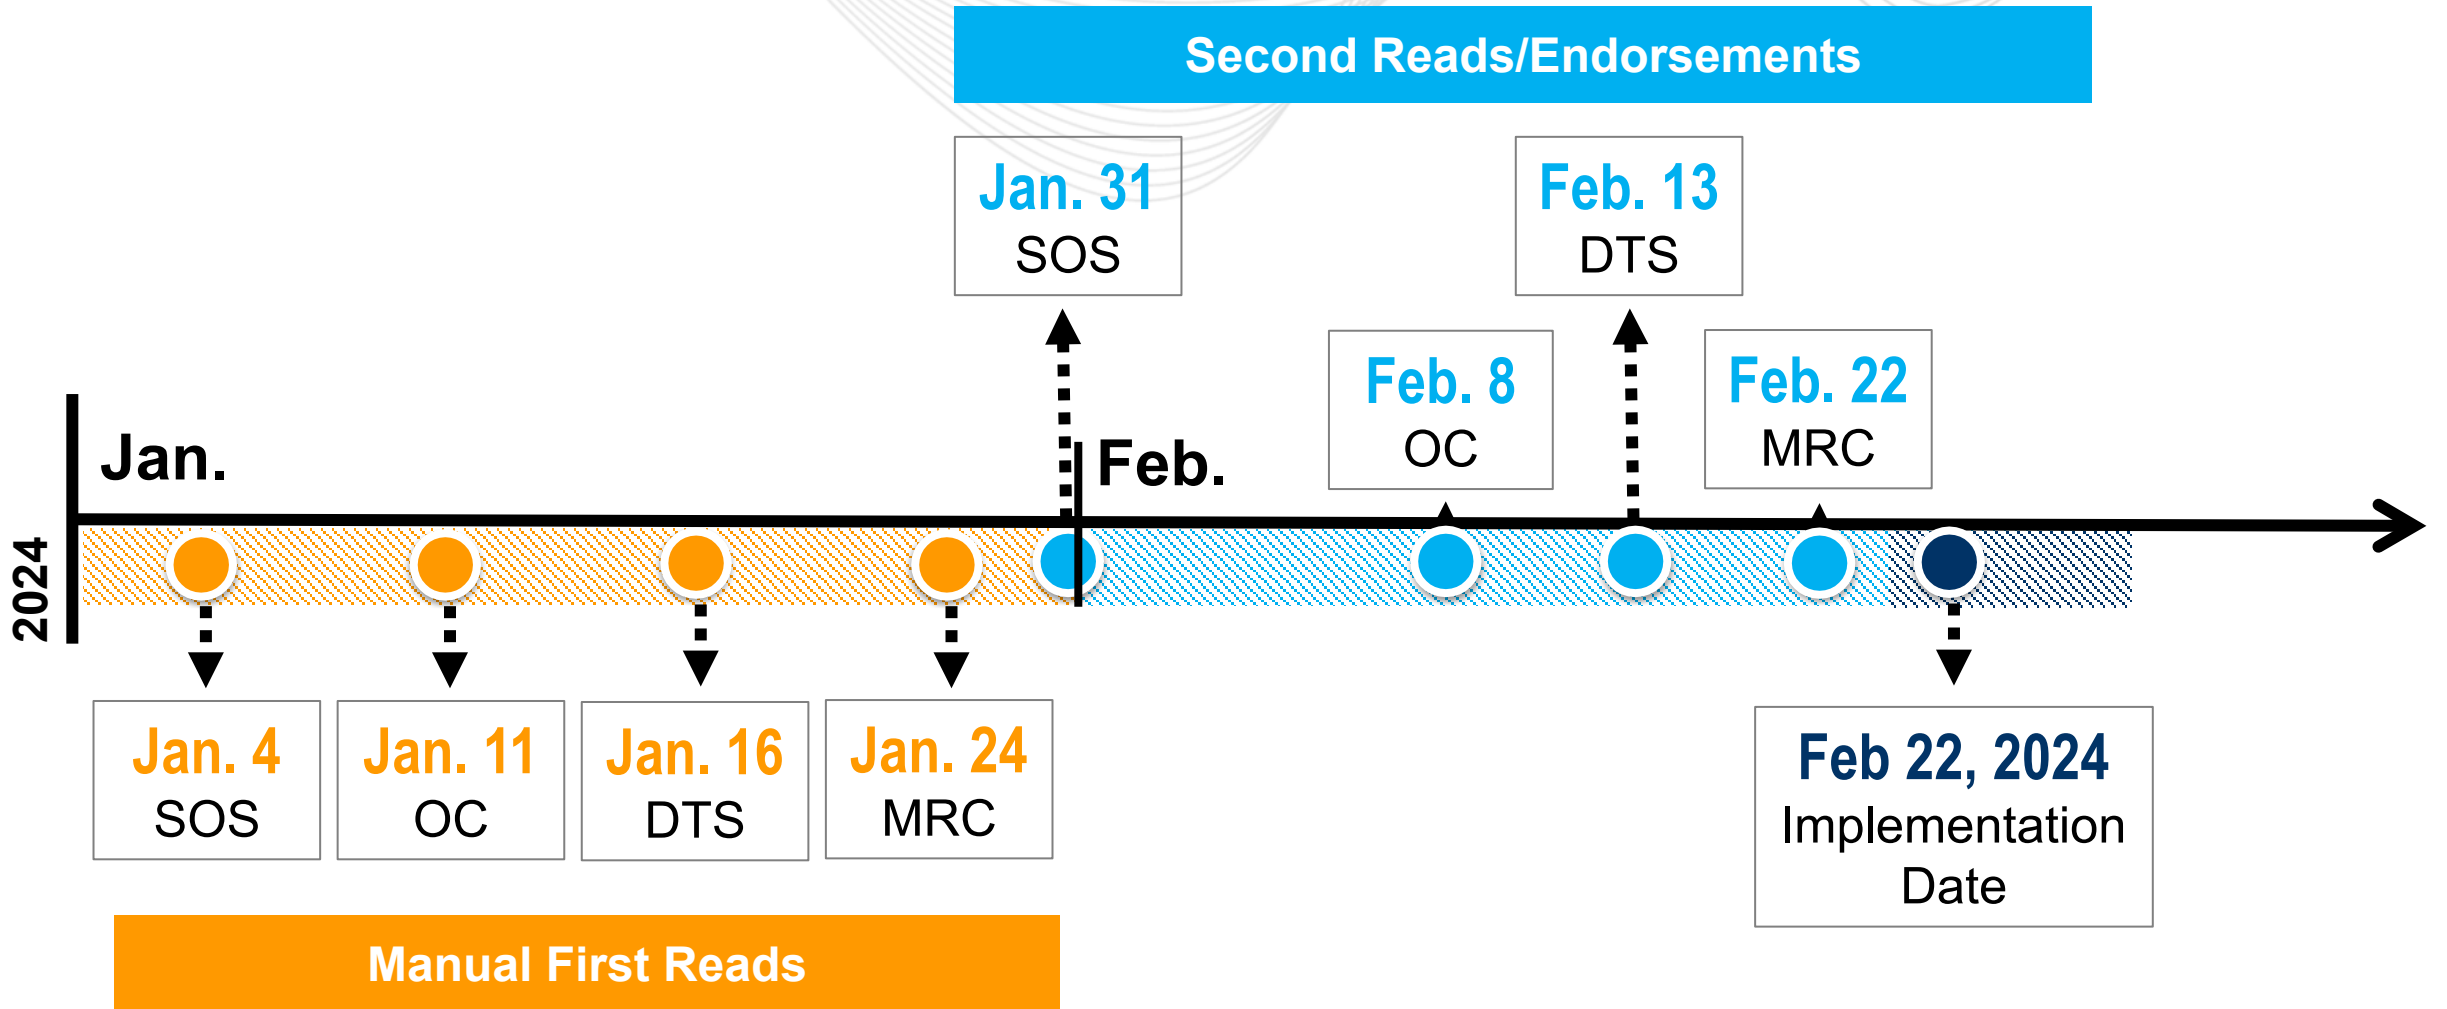 Second Reads/Endorsements
Jan. 31
SOS
Feb. 13
DTS
Feb. 8
OC
Feb. 22
MRC
Jan.
Feb.
2024
Jan. 4
SOS
Jan. 11
OC
Jan. 16
DTS
Jan. 24
MRC
Feb 22, 2024
Implementation
Date
Manual First Reads